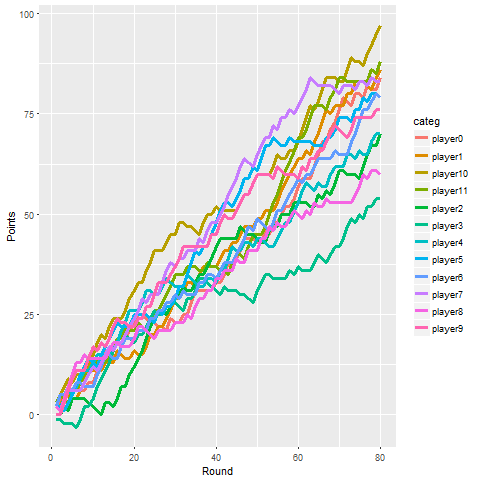 100
75
50
25
0
Points
0
20
40
60
80
Round
categ
player0
player1
player10
player11
player2
player3
player4
player5
player6
player7
player8
player9